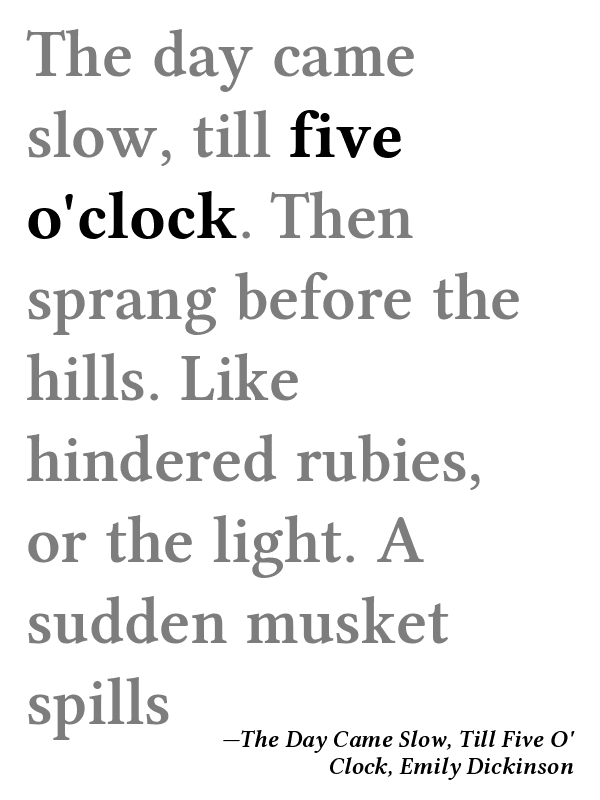 The day came
slow, till five
o'clock. Then
sprang before the
hills. Like
hindered rubies,
or the light. A
sudden musket
spills
—The Day Came Slow, Till Five O'
Clock, Emily Dickinson